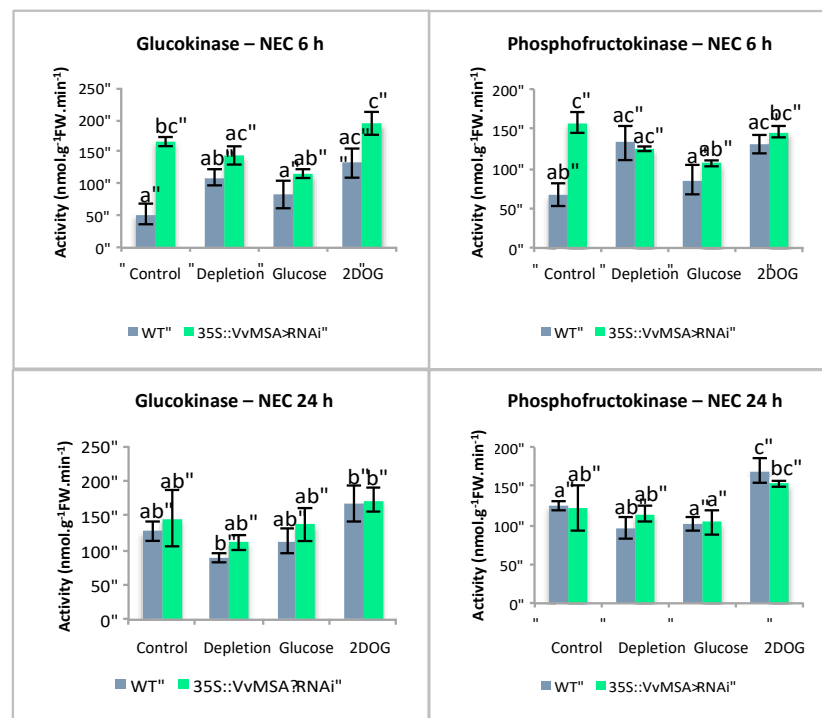 Glucokinase – NEC 6 h
Activity (nmol.g⁻¹FW.min⁻¹)
250"
200"
150"
100"
50"
0"
a" bc" ab" ac" a" ab" ac" c"
"
" Control " Depletion " Glucose " 2DOG
WT" 35S::VvMSA>RNAi"
Phosphofructokinase – NEC 6 h
Activity (nmol.g⁻¹FW.min⁻¹)
200"
150"
100"
50"
0"
ab" c" ac" ac" a" ab" ac" bc"
" Control " Depletion " Glucose " 2DOG
WT" 35S::VvMSA>RNAi"
Glucokinase – NEC 24 h
Activity (nmol.g⁻¹FW.min⁻¹)
250"
200"
150"
100"
50"
0"
ab" ab" b" ab" ab" ab" b" b"
Control Depletion Glucose 2DOG
WT" 35S::VvMSA?RNAi"
Phosphofructokinase – NEC 24 h
Activity (nmol.g⁻¹FW.min⁻¹)
200"
150"
100"
50"
0"
a" ab" ab" ab" a" a" c" bc"
" " " "
Control Depletion Glucose 2DOG
WT" 35S::VvMSA>RNAi"